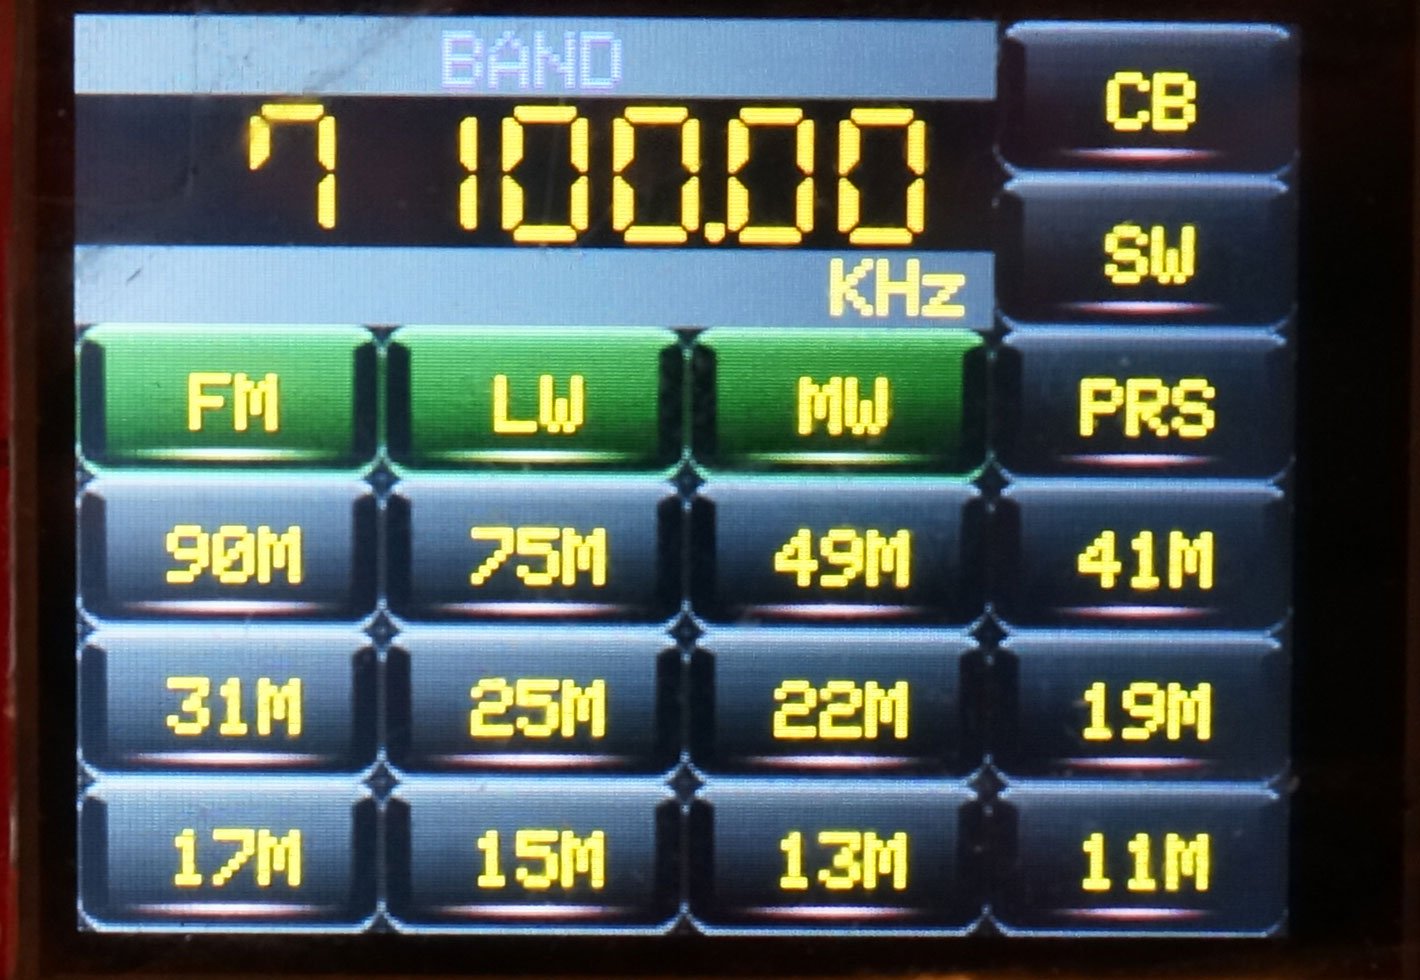 BAND
CB
7 100.00
SW
KHz
FM LW MW PRS
90M 75M 49M 41M
31M 25M 22M 19M
17M 15M 13M 11M